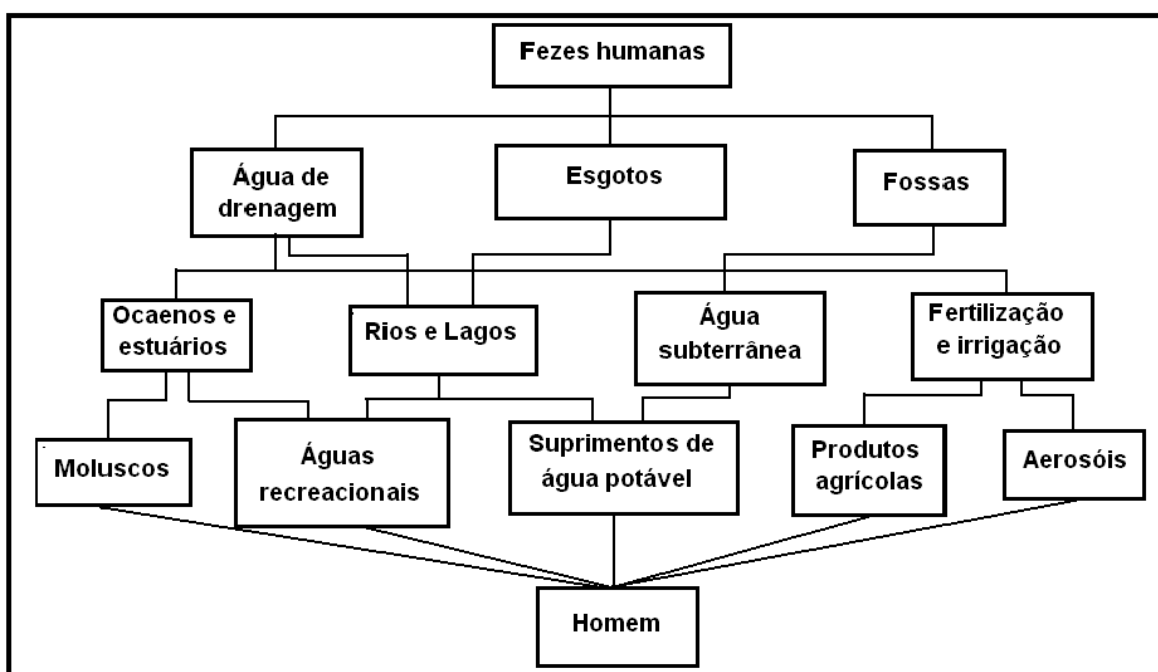 Fezes humanas
Água de
drenagem
Esgotos
Fossas
Ocaenos e
estuários
Rios e Lagos
Água
subterrânea
Fertilização
e irrigação
Moluscos
Águas
recreacionais
Suprimentos de
água potável
Produtos
agrícolas
Aerosóis
Homem